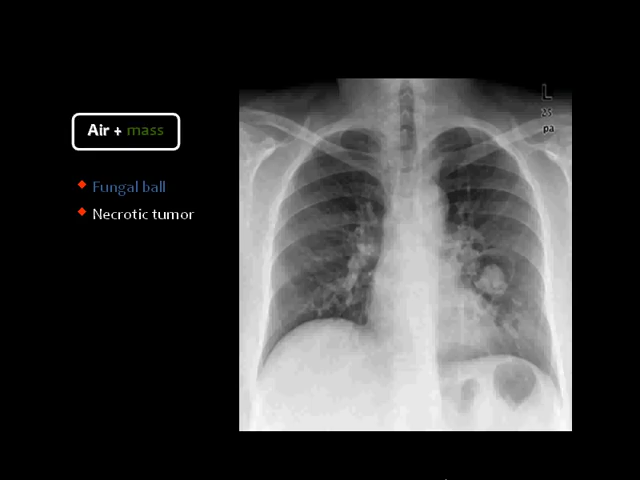 Air + mass
Fungal ball
Necrotic tumor
L
pa